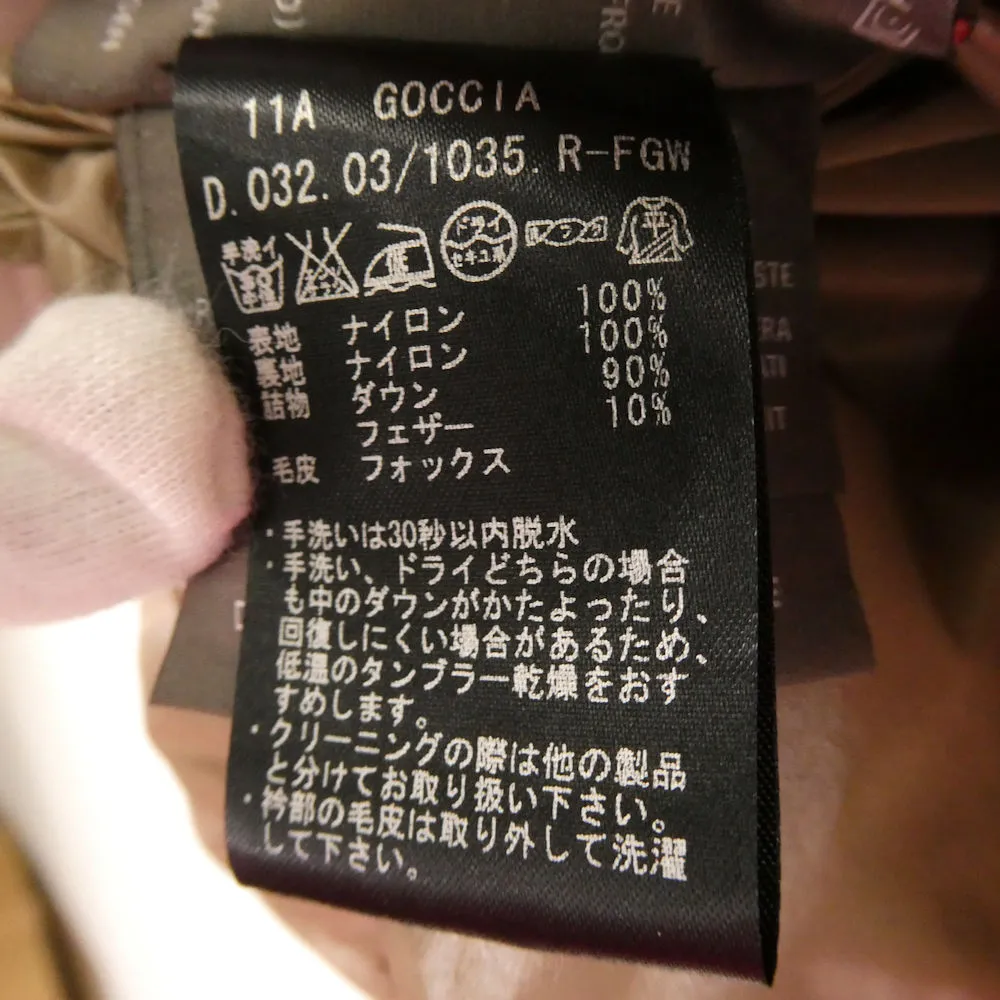 11A GOCCIA
D.032.03/1035 R-FGW
手洗イ
ドライ
セキユ系
表地 ナイロン 100%
裏地 ナイロン 100%
詰物 ダウン 90%
フェザー 10%
毛皮 フォックス
・手洗いは30秒以内脱水
・手洗い、ドライどちらの場合
も中のダウンがかたよったり、
回復しにくい場合があるため、
低温のタンブラー乾燥をおす
すめします。
・クリーニングの際は他の製品
と分けてお取り扱い下さい。
・衿部の毛皮は取り外して洗濯
して下さい。